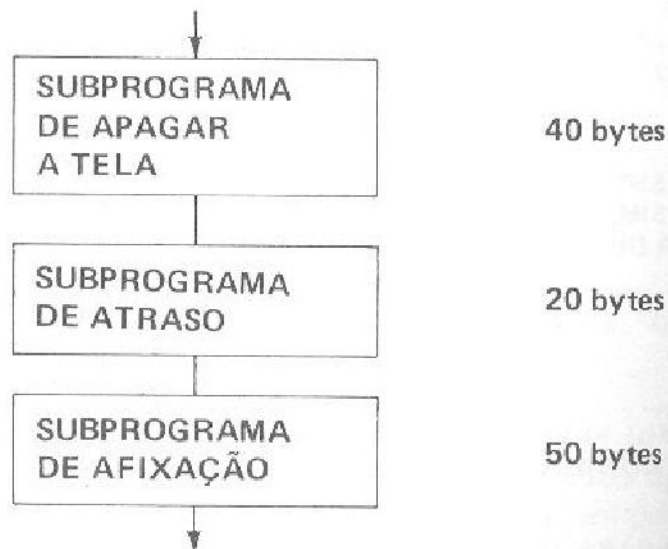 SUBPROGRAMA
DE APAGAR
A TELA
40 bytes
SUBPROGRAMA
DE ATRASO
20 bytes
SUBPROGRAMA
DE AFIXAÇÃO
50 bytes